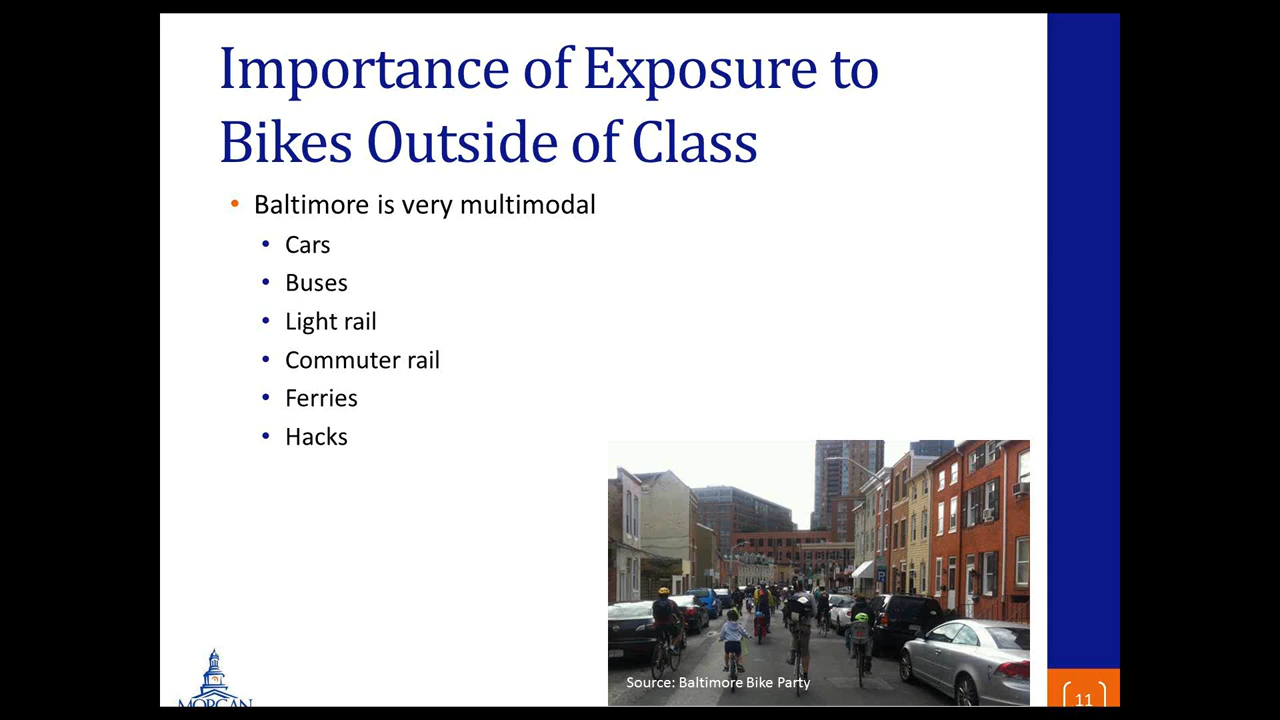 Importance of Exposure to
Bikes Outside of Class
• Baltimore is very multimodal
• Cars
• Buses
• Light rail
• Commuter rail
• Ferries
• Hacks
Source: Baltimore Bike Party
MORGAN
11